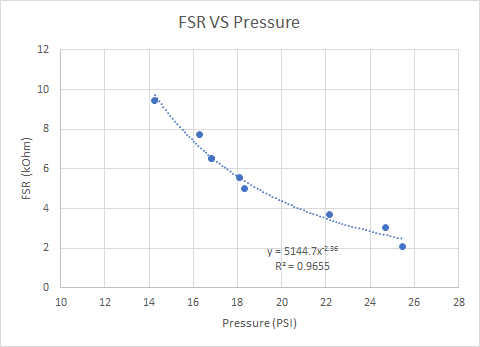 FSR VS Pressure
12
10
8
6
4
2
0
FSR (kOhm)
y = 5144.7x^-2.36
R² = 0.9655
10 12 14 16 18 20 22 24 26 28
Pressure (PSI)